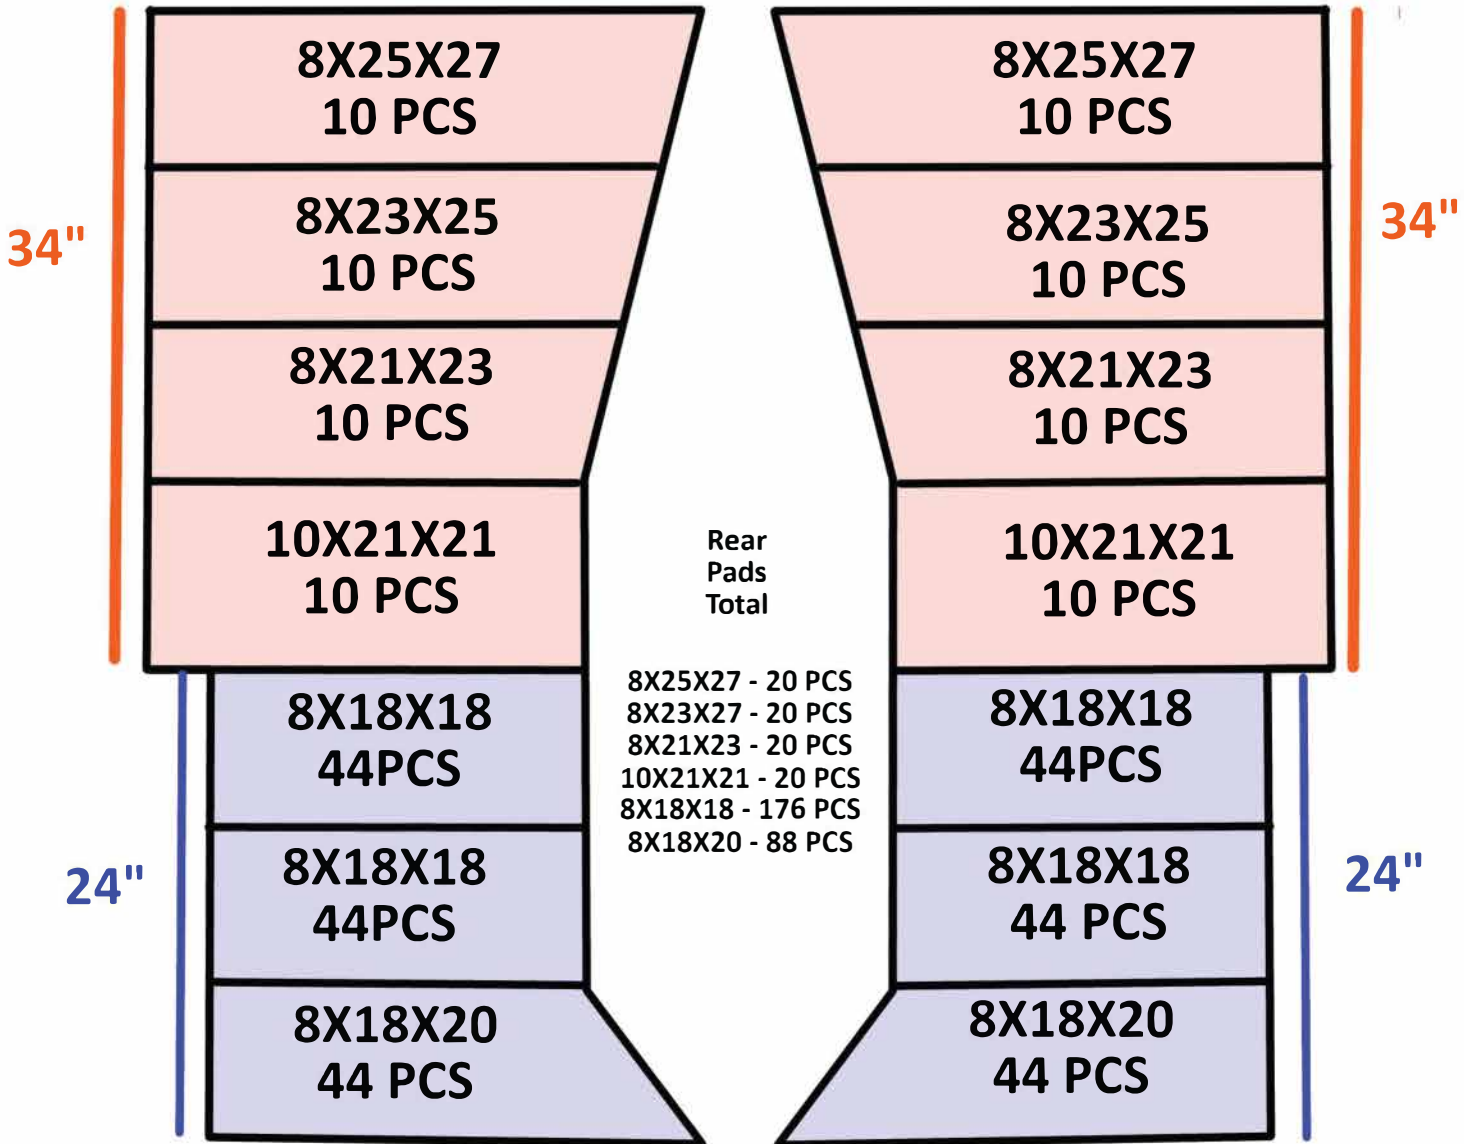 8X25X27
10 PCS
8X23X25
10 PCS
34"
8X21X23
10 PCS
10X21X21
10 PCS
8X18X18
44PCS
24"
8X18X18
44PCS
8X18X20
44 PCS
Rear
Pads
Total
8X25X27 - 20 PCS
8X23X27 - 20 PCS
8X21X23 - 20 PCS
10X21X21 - 20 PCS
8X18X18 - 176 PCS
8X18X20 - 88 PCS
8X25X27
10 PCS
8X23X25
10 PCS
34"
8X21X23
10 PCS
10X21X21
10 PCS
8X18X18
44PCS
24"
8X18X18
44 PCS
8X18X20
44 PCS